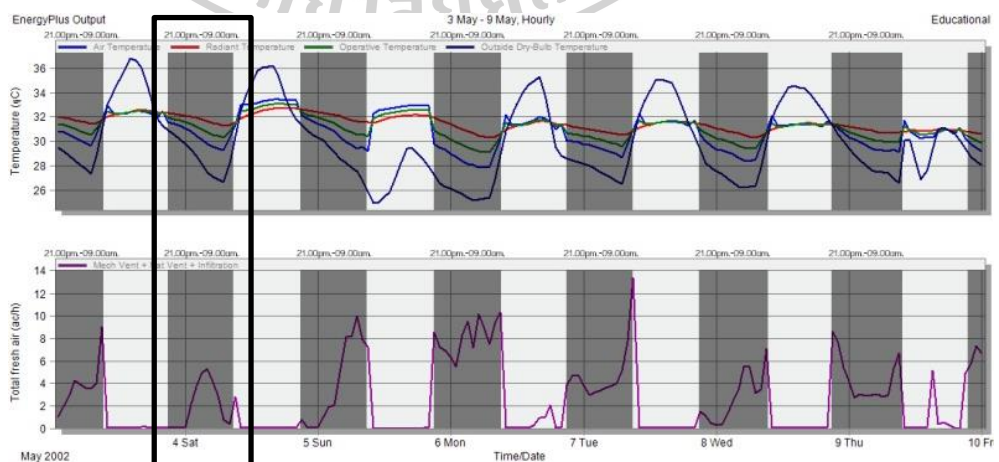 EnergyPlus Output 3 May - 9 May, Hourly Educational
21.00pm.-09.00am. 21.00pm.-09.00am. 21.00pm.-09.00am. 21.00pm.-09.00am. 21.00pm.-09.00am. 21.00pm.-09.00am. 21.00pm.-09.00am.
Air Temperature Radiant Temperature Operative Temperature Outside Dry-Bulb Temperature
Temperature (çC)
36
34
32
30
28
26
21.00pm.-09.00am. 21.00pm.-09.00am. 21.00pm.-09.00am. 21.00pm.-09.00am. 21.00pm.-09.00am. 21.00pm.-09.00am. 21.00pm.-09.00am.
Mech Vent + Nat Vent + Infiltration
Total fresh air (ac/h)
14
12
10
8
6
4
2
0
4 Sat 5 Sun 6 Mon 7 Tue 8 Wed 9 Thu 10 Fr
May 2002 Time/Date